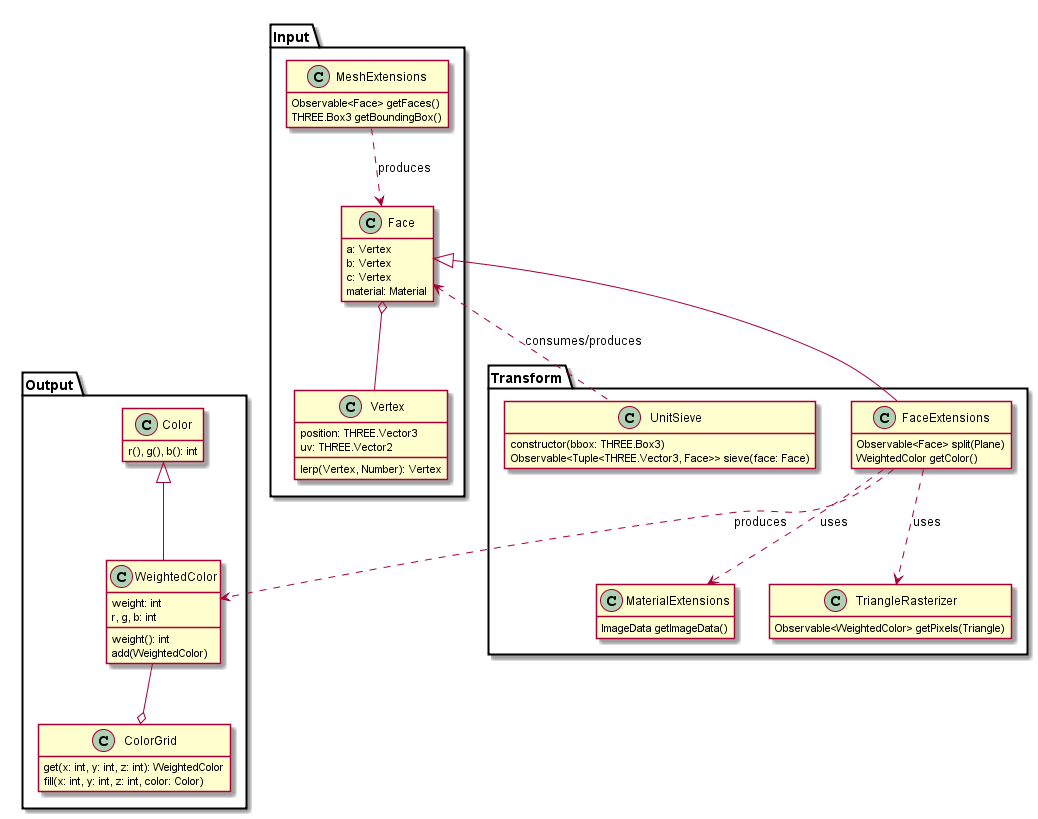 Input
C MeshExtensions
Observable<Face> getFaces()
THREE.Box3 getBoundingBox()
produces
C Face
a: Vertex
b: Vertex
c: Vertex
material: Material
consumes/produces
C Vertex
position: THREE.Vector3
uv: THREE.Vector2
lerp(Vertex, Number): Vertex
Transform
C UnitSieve
constructor(bbox: THREE.Box3)
Observable<Tuple<THREE.Vector3, Face>> sieve(face: Face)
C FaceExtensions
Observable<Face> split(Plane)
WeightedColor getColor()
produces
uses
uses
C MaterialExtensions
ImageData getImageData()
C TriangleRasterizer
Observable<WeightedColor> getPixels(Triangle)
Output
C Color
r(), g(), b(): int
C WeightedColor
weight: int
r, g, b: int
weight(): int
add(WeightedColor)
C ColorGrid
get(x: int, y: int, z: int): WeightedColor
fill(x: int, y: int, z: int, color: Color)